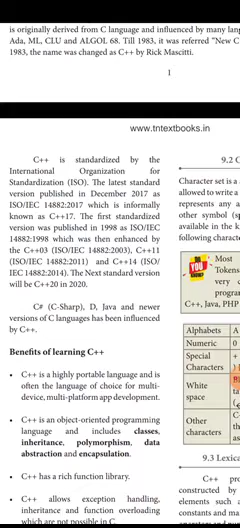 is originally derived from C language and influenced by many lang
Ada, ML, CLU and ALGOL 68. Till 1983, it was referred "New C
1983, the name was changed as C++ by Rick Mascitti.
1
www.tntextbooks.in
C++ is standardized by the
International Organization for
Standardization (ISO). The latest standard
version published in December 2017 as
ISO/IEC 14882:2017 which is informally
known as C++17. The first standardized
version was published in 1998 as ISO/IEC
14882:1998 which was then enhanced by
the C++03 (ISO/IEC 14882:2003), C++11
(ISO/IEC 14882:2011) and C++14 (ISO/
IEC 14882:2014). The Next standard version
will be C++20 in 2020.
C# (C-Sharp), D, Java and newer
versions of C languages has been influenced
by C++.
Benefits of learning C++
• C++ is a highly portable language and is
often the language of choice for multi-
device, multi-platform app development.
• C++ is an object-oriented programming
language and includes classes,
inheritance, polymorphism, data
abstraction and encapsulation.
• C++ has a rich function library.
• C++ allows exception handling,
inheritance and function overloading
which are not possible in C.
9.2 C
Character set is a
allowed to write a
represents any a
other symbol (sp
available in the k
following characte
YOU KNOW?
Most
Tokens
very c
progra
C++, Java, PHP
Alphabets A
Numeric 0
Special +
Characters
White
space
Other
characters
9.3 Lexica
C++ pro
constructed by
elements such a
constants and ma